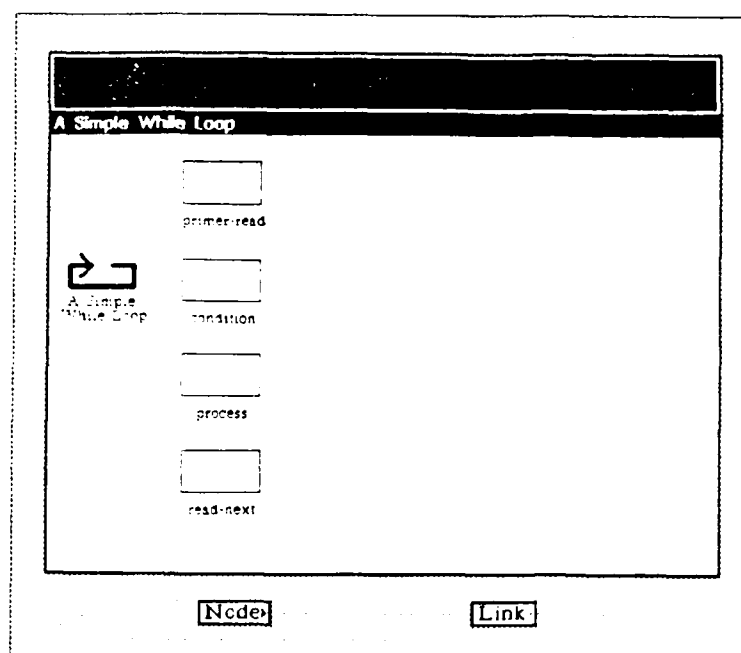 A Simple While Loop
primer-read
A Simple
While Loop
condition
process
read-next
Node
Link